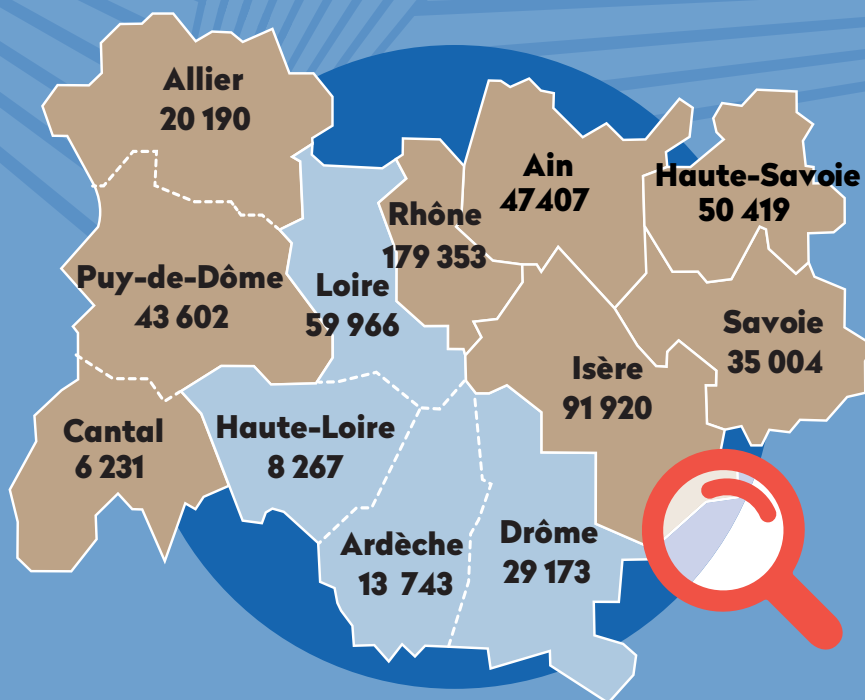 Allier
20 190
Ain
47407
Haute-Savoie
50 419
Rhône
179 353
Puy-de-Dôme
43 602
Loire
59 966
Savoie
35 004
Isère
91 920
Cantal
6 231
Haute-Loire
8 267
Ardèche
13 743
Drôme
29 173